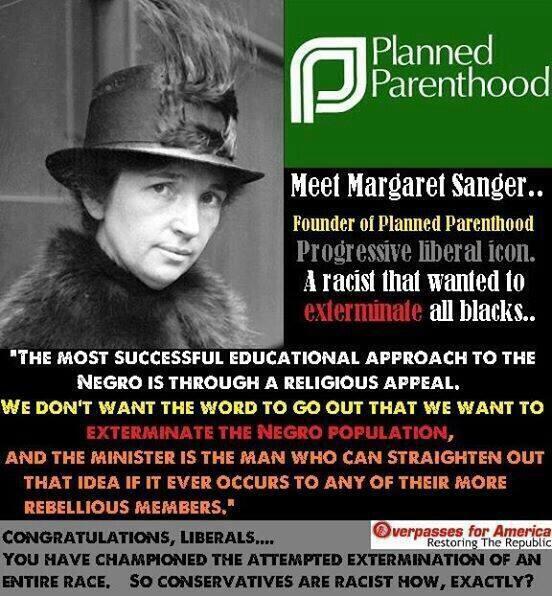 Planned
Parenthood
Meet Margaret Sanger..
Founder of Planned Parenthood
Progressive liberal icon.
A racist that wanted to
exterminate all blacks..
"THE MOST SUCCESSFUL EDUCATIONAL APPROACH TO THE
NEGRO IS THROUGH A RELIGIOUS APPEAL.
WE DON'T WANT THE WORD TO GO OUT THAT WE WANT TO
EXTERMINATE THE NEGRO POPULATION,
AND THE MINISTER IS THE MAN WHO CAN STRAIGHTEN OUT
THAT IDEA IF IT EVER OCCURS TO ANY OF THEIR MORE
REBELLIOUS MEMBERS."
Overpasses for America
Restoring The Republic
CONGRATULATIONS, LIBERALS....
YOU HAVE CHAMPIONED THE ATTEMPTED EXTERMINATION OF AN
ENTIRE RACE. SO CONSERVATIVES ARE RACIST HOW, EXACTLY?